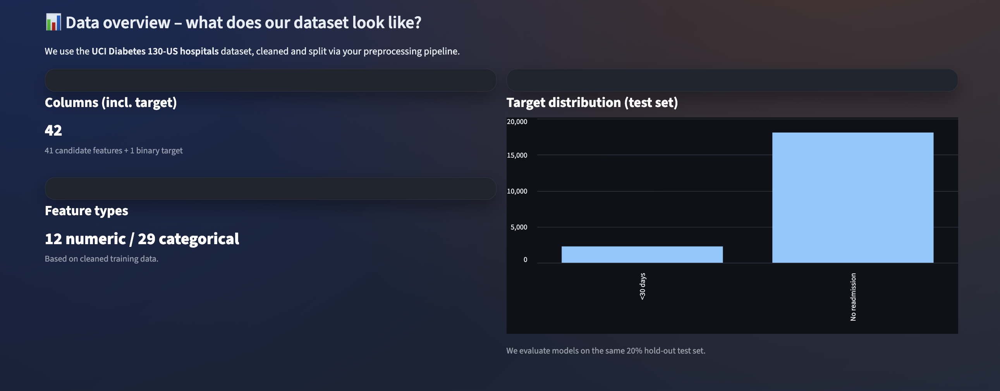 📊 Data overview – what does our dataset look like?
We use the UCI Diabetes 130-US hospitals dataset, cleaned and split via your preprocessing pipeline.
Columns (incl. target)
42
41 candidate features + 1 binary target
Feature types
12 numeric / 29 categorical
Based on cleaned training data.
Target distribution (test set)
20,000
15,000
10,000
5,000
0
<30 days
No readmission
We evaluate models on the same 20% hold-out test set.